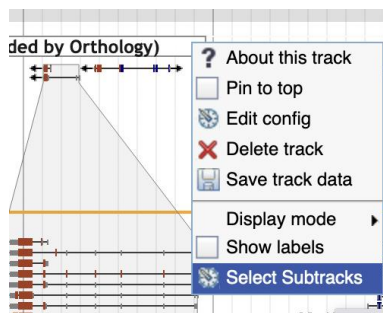 ded by Orthology)
? About this track
Pin to top
Edit config
Delete track
Save track data
Display mode
Show labels
Select Subtracks